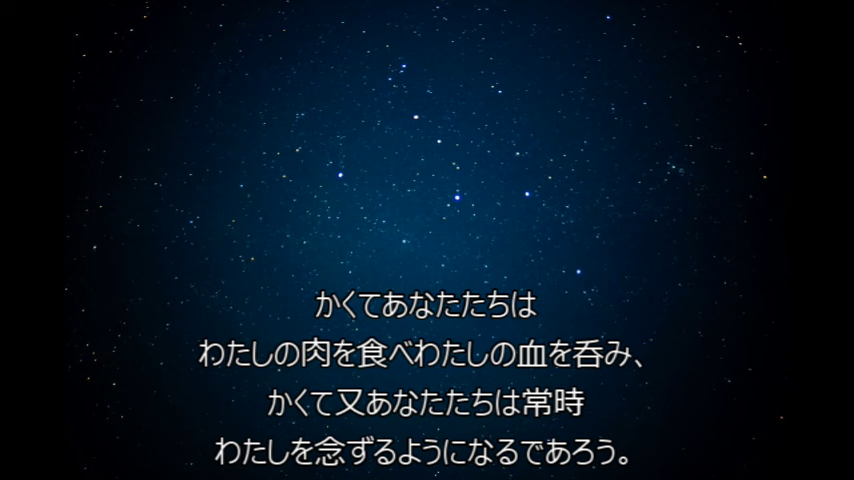 かくてあなたたちは
わたしの肉を食べわたしの血を呑み、
かくて又あなたたちは常時
わたしを念ずるようになるであろう。